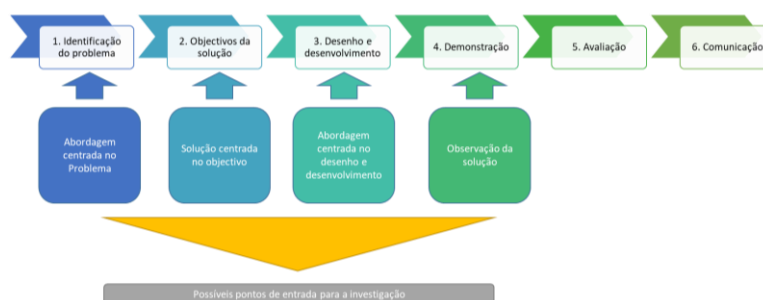 1. Identificação
do problema
2. Objectivos da
solução
3. Desenho e
desenvolvimento
4. Demonstração
5. Avaliação
6. Comunicação
Abordagem
centrada no
Problema
Solução centrada
no objectivo
Abordagem
centrada no
desenho e
desenvolvimento
Observação da
solução
Possíveis pontos de entrada para a investigação